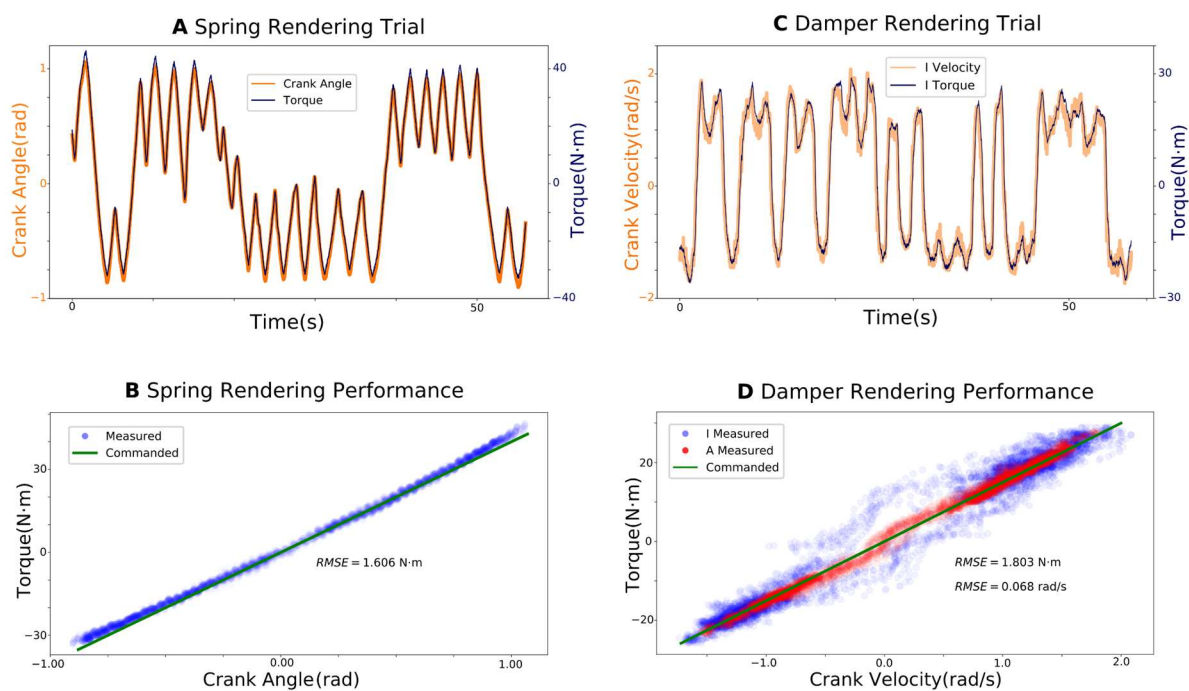 A Spring Rendering Trial
Crank Angle(rad)
1
0
−1
Crank Angle
Torque
40
0
−40
Torque(N·m)
0
50
Time(s)
C Damper Rendering Trial
Crank Velocity(rad/s)
2
0
−2
I Velocity
I Torque
30
0
−30
Torque(N·m)
0
50
Time(s)
B Spring Rendering Performance
Torque(N·m)
30
0
−30
Measured
Commanded
RMSE = 1.606 N·m
−1.00
0.00
1.00
Crank Angle(rad)
D Damper Rendering Performance
Torque(N·m)
20
0
−20
I Measured
A Measured
Commanded
RMSE = 1.803 N·m
RMSE = 0.068 rad/s
−1.0
0.0
1.0
2.0
Crank Velocity(rad/s)